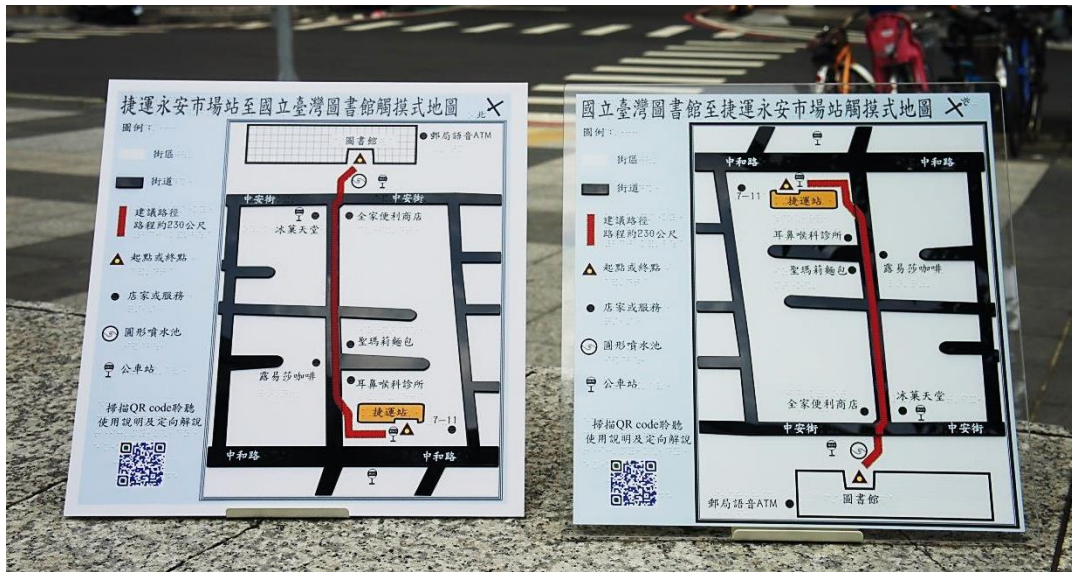 捷運永安市場站至國立臺灣圖書館觸摸式地圖
北
圖例：
街區
街道
建議路徑
路程約230公尺
起點或終點
店家或服務
圓形噴水池
公車站
掃描QR code聆聽
使用說明及定向解說
圖書館
郵局語音ATM
中安街
中安街
冰菓天堂
全家便利商店
聖瑪莉麵包
露易莎咖啡
耳鼻喉科診所
捷運站
7-11
中和路
中和路
國立臺灣圖書館至捷運永安市場站觸摸式地圖
圖例：
街區
街道
建議路徑
路程約230公尺
起點或終點
店家或服務
圓形噴水池
公車站
掃描QR code聆聽
使用說明及定向解說
中和路
中和路
7-11
捷運站
耳鼻喉科診所
聖瑪莉麵包
露易莎咖啡
冰菓天堂
全家便利商店
中安街
中安街
圖書館
郵局語音ATM